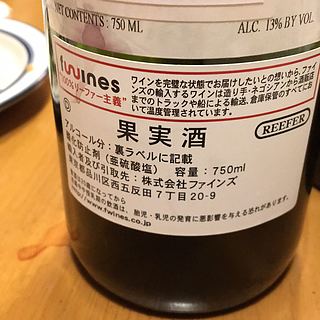 NET CONTENTS: 750 ML
ALC. 13% BY VOL.
fwines
"100%リーファー主義"
ワインを完璧な状態でお届けしたいとの想いから、ファイ
ンズの輸入するワインは造り手・ネゴシアンから酒販店
までのトラックや船による輸送、倉庫保管のすべてにお
いて温度管理されています。
果実酒
REEFER
アルコール分：裏ラベルに記載
酸化防止剤（亜硫酸塩） 容量：750ml
輸入者及び引取先：株式会社ファインズ
東京都品川区西五反田7丁目20-9
胎児・乳児の発育に悪影響を与える恐れがあります。
www.fwines.co.jp